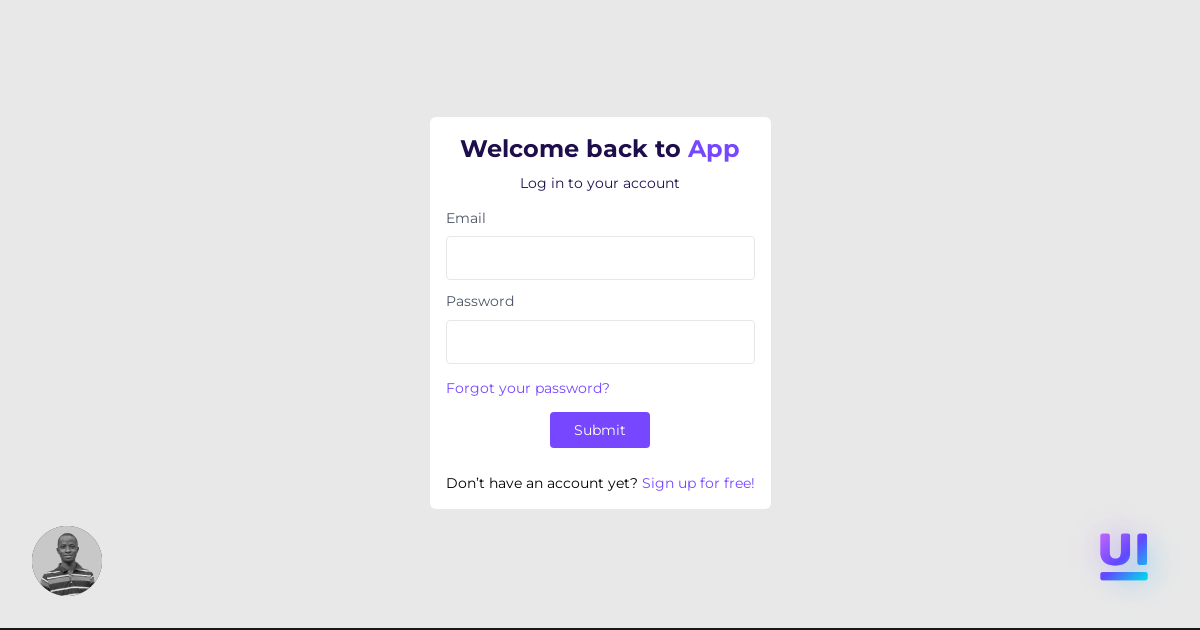 Welcome back to App
Log in to your account
Email
Password
Forgot your password?
Submit
Don’t have an account yet? Sign up for free!
UI